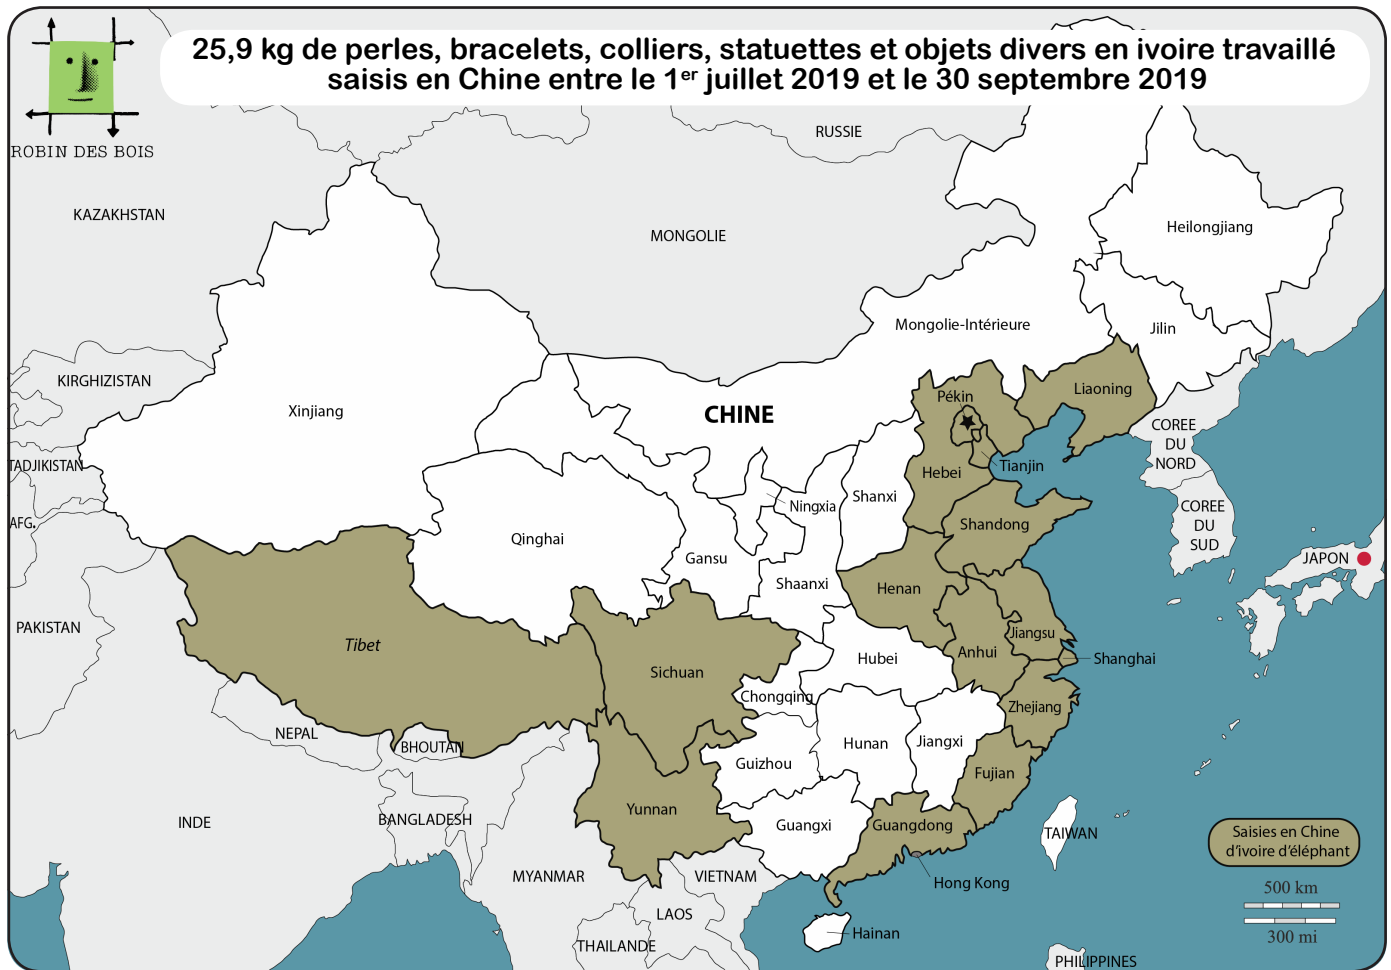 25,9 kg de perles, bracelets, colliers, statuettes et objets divers en ivoire travaillé
saisis en Chine entre le 1er juillet 2019 et le 30 septembre 2019
ROBIN DES BOIS
RUSSIE
KAZAKHSTAN
MONGOLIE
Heilongjiang
Mongolie-Intérieure
Jilin
KIRGHIZISTAN
Xinjiang
CHINE
Pékin
Liaoning
COREE
DU
NORD
TADJIKISTAN
Hebei
Tianjin
Ningxia
Shanxi
AFG.
Qinghai
Shandong
COREE
DU
SUD
Gansu
Shaanxi
Henan
JAPON
PAKISTAN
Tibet
Jiangsu
Anhui
Shanghai
Hubei
Sichuan
Chongqing
Zhejiang
NEPAL
BHOUTAN
Hunan
Jiangxi
Guizhou
Fujian
INDE
BANGLADESH
Yunnan
Guangxi
Guangdong
TAIWAN
Saisies en Chine
d'ivoire d'éléphant
MYANMAR
VIETNAM
Hong Kong
500 km
300 mi
LAOS
Hainan
THAILANDE
PHILIPPINES